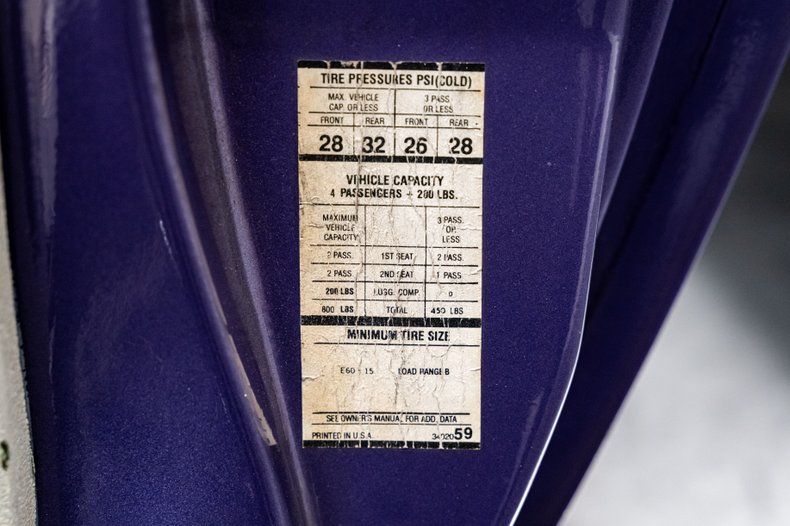 TIRE PRESSURES PSI (COLD)
MAX. VEHICLE CAP. OR LESS 3 PASS. OR LESS
FRONT REAR FRONT REAR
28 32 26 28
VEHICLE CAPACITY
4 PASSENGERS + 200 LBS.
MAXIMUM VEHICLE CAPACITY 3 PASS. OR LESS
2 PASS. 1ST SEAT 2 PASS.
2 PASS. 2ND SEAT 1 PASS
200 LBS LUGG. COMP. 0
800 LBS TOTAL 450 LBS
MINIMUM TIRE SIZE
E60-15 LOAD RANGE B
SEE OWNER'S MANUAL FOR ADD. DATA
PRINTED IN U.S.A. 59